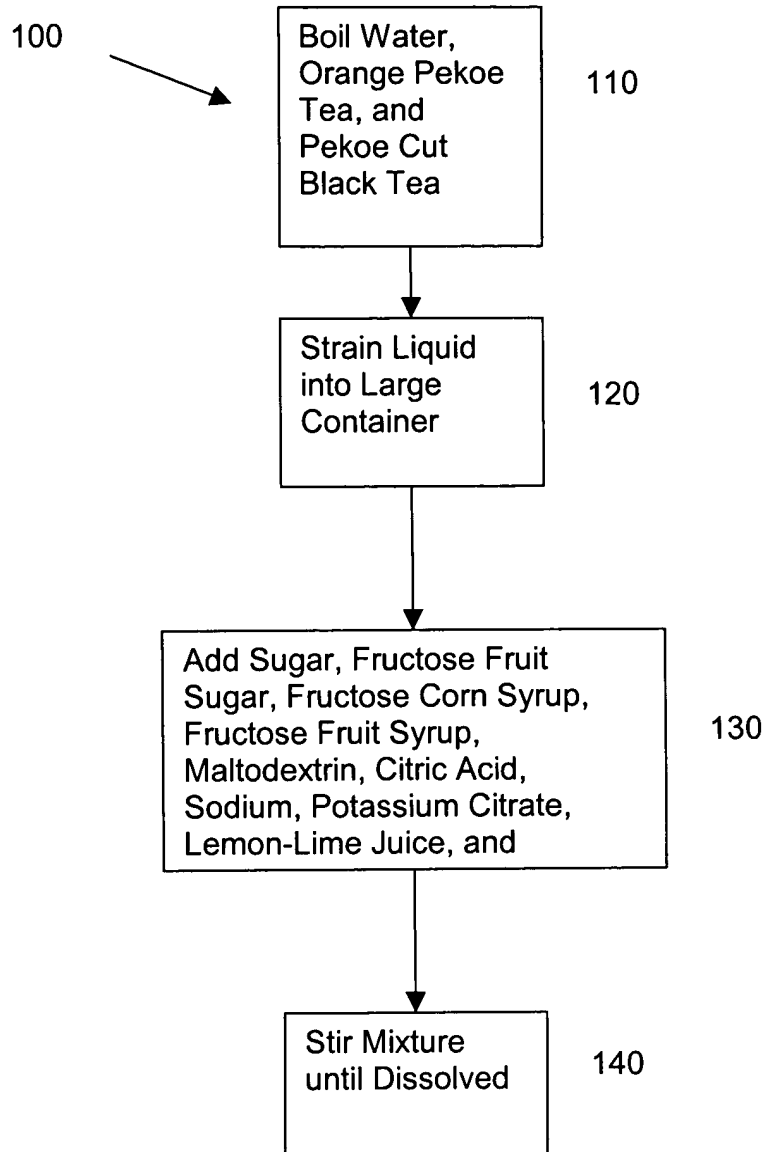 100
Boil Water,
Orange Pekoe
Tea, and
Pekoe Cut
Black Tea
110
Strain Liquid
into Large
Container
120
Add Sugar, Fructose Fruit
Sugar, Fructose Corn Syrup,
Fructose Fruit Syrup,
Maltodextrin, Citric Acid,
Sodium, Potassium Citrate,
Lemon-Lime Juice, and
130
Stir Mixture
until Dissolved
140